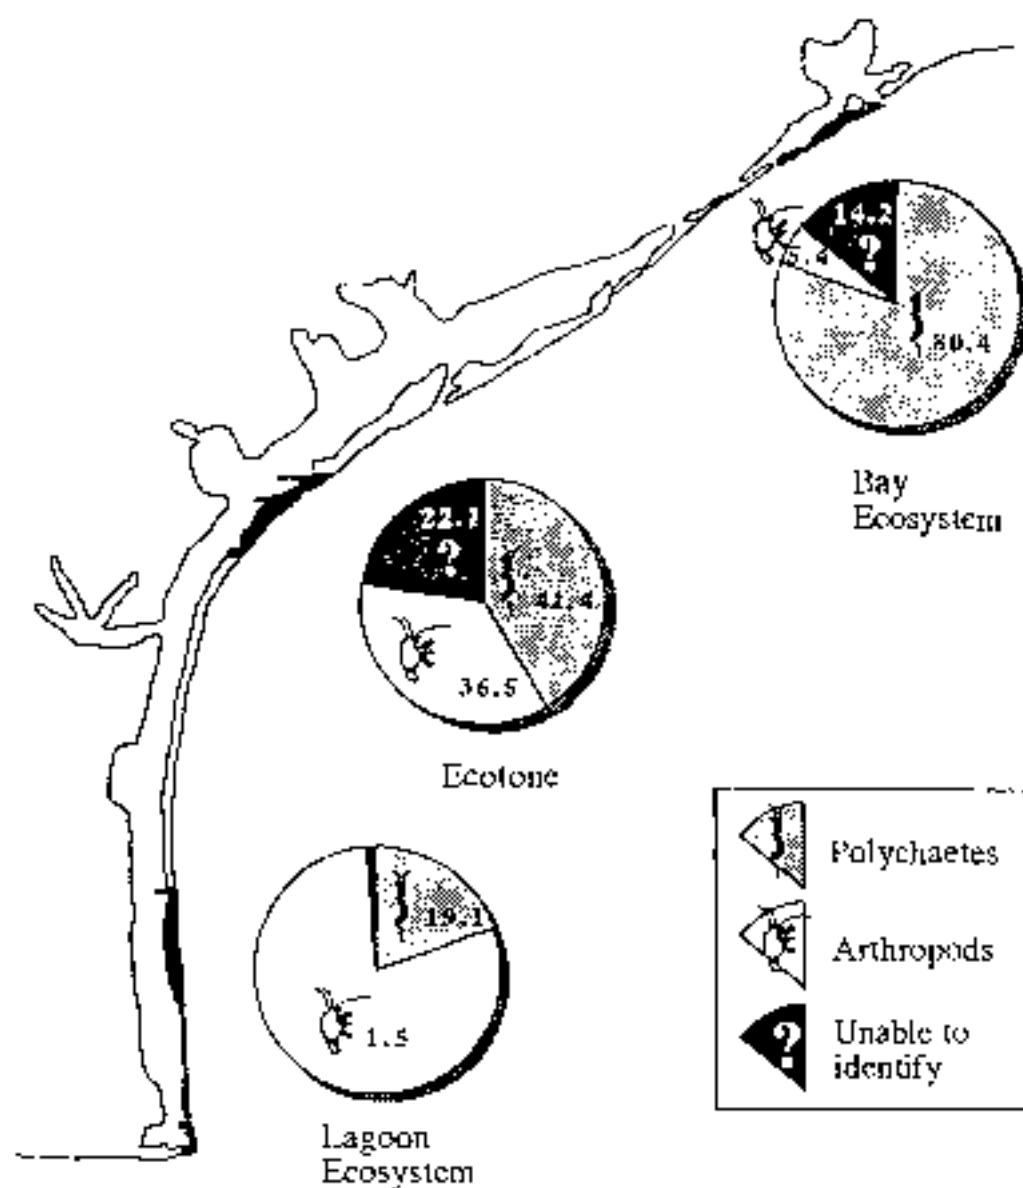 14.2
?
5.4
80.4
Bay
Ecosystem
22.1
?
41.4
36.5
Ecotone
19.1
1.5
Lagoon
Ecosystem
Polychaetes
Arthropods
?
Unable to
identify